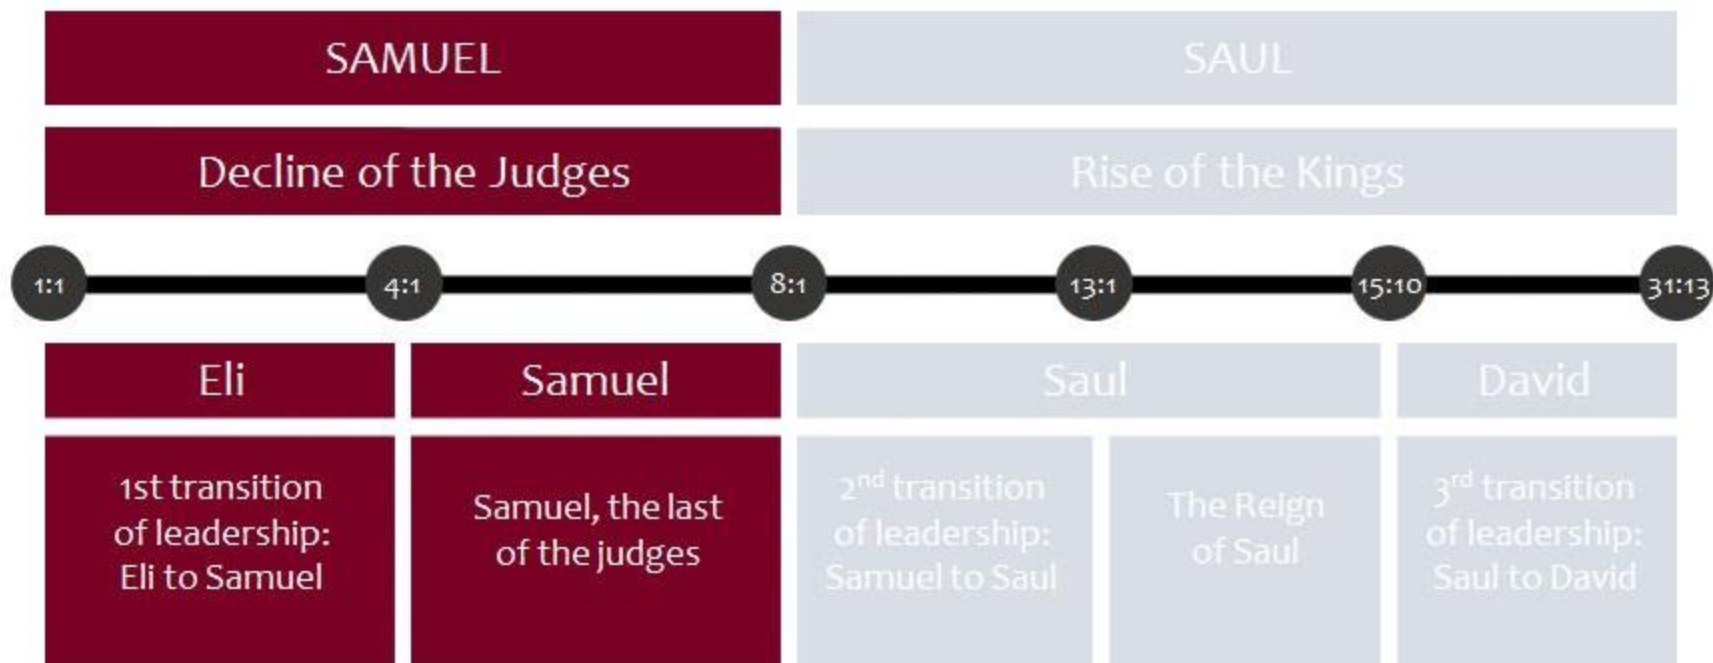 SAMUEL
SAUL
Decline of the Judges
Rise of the Kings
1:1
4:1
8:1
13:1
15:10
31:13
Eli
Samuel
Saul
David
1st transition
of leadership:
Eli to Samuel
Samuel, the last
of the judges
2nd transition
of leadership:
Samuel to Saul
The Reign
of Saul
3rd transition
of leadership:
Saul to David